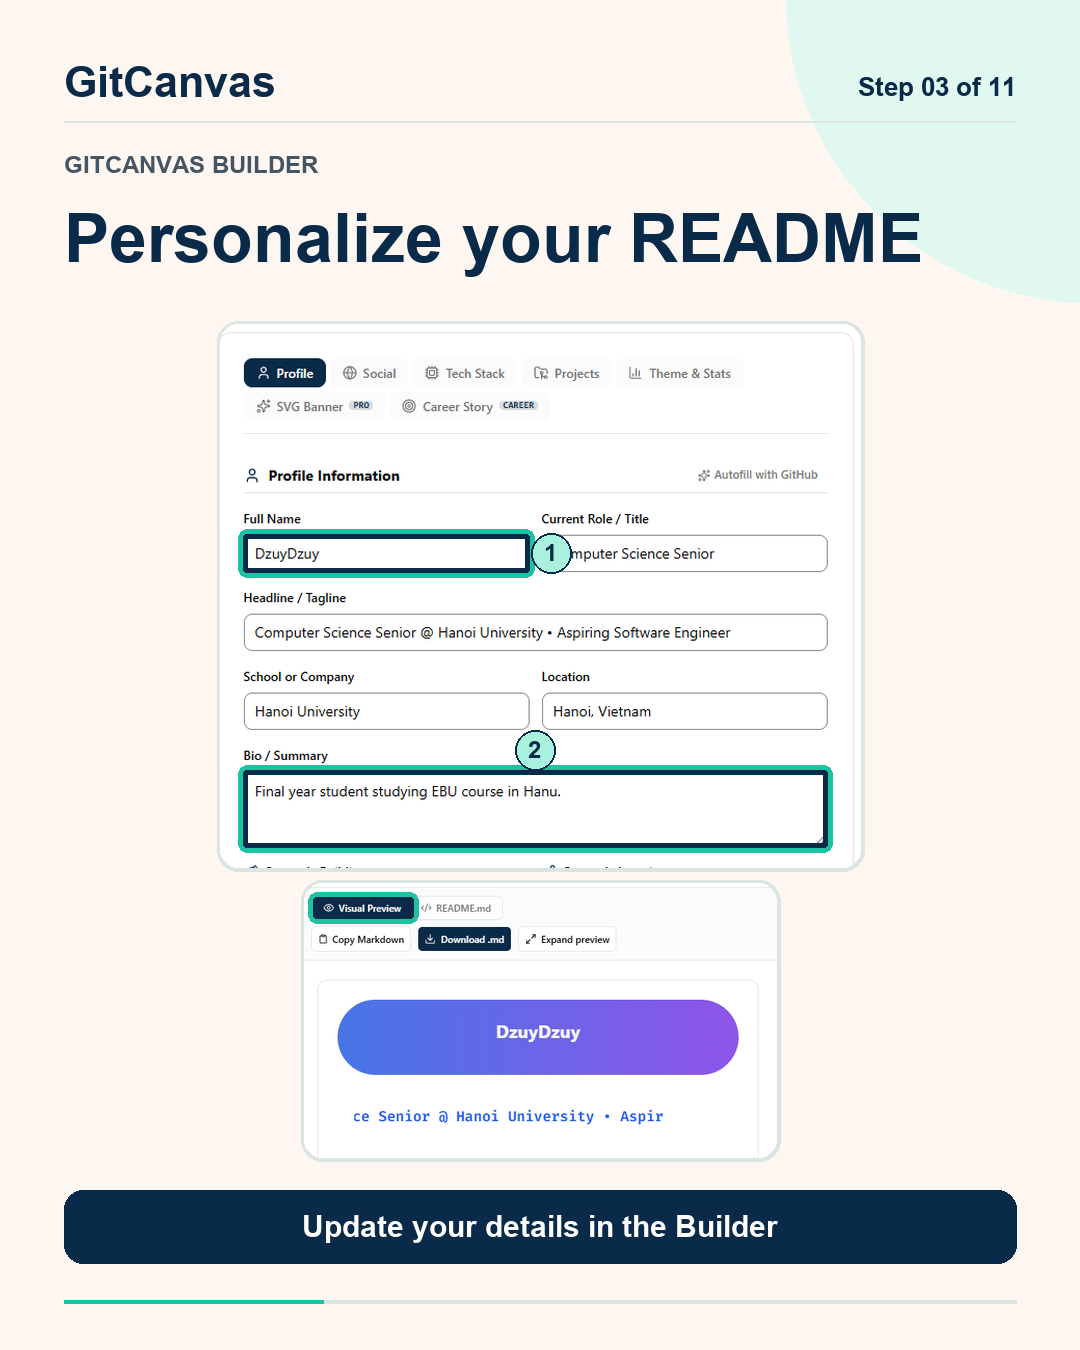 GitCanvas
Step 03 of 11
GITCANVAS BUILDER
Personalize your README
Profile
Social
Tech Stack
Projects
Theme & Stats
SVG Banner PRO
Career Story CAREER
Profile Information
Autofill with GitHub
Full Name
Current Role / Title
DzuyDzuy
1
mputer Science Senior
Headline / Tagline
Computer Science Senior @ Hanoi University • Aspiring Software Engineer
School or Company
Location
Hanoi University
Hanoi, Vietnam
2
Bio / Summary
Final year student studying EBU course in Hanu.
Visual Preview
</> README.md
Copy Markdown
Download .md
Expand preview
DzuyDzuy
ce Senior @ Hanoi University • Aspir
Update your details in the Builder